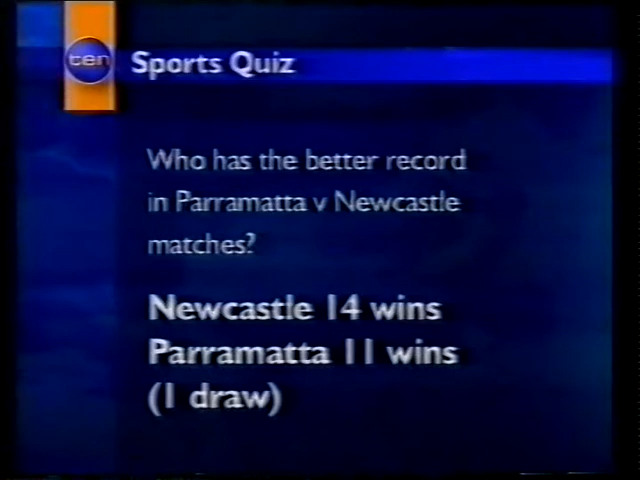 ten
Sports Quiz
Who has the better record
in Parramatta v Newcastle
matches?
Newcastle 14 wins
Parramatta 11 wins
(1 draw)